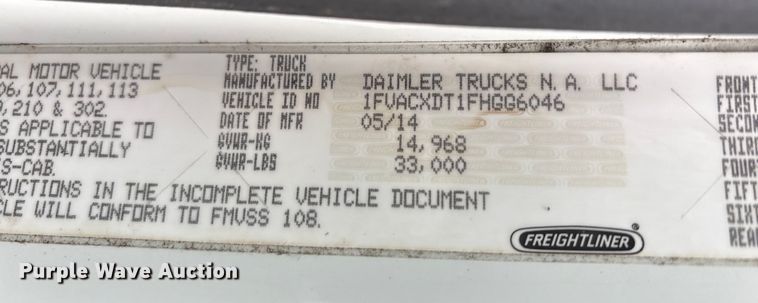 AL MOTOR VEHICLE
06,107,111,113
9,210 & 302.
S APPLICABLE TO
SUBSTANTIALLY
S-CAB.
RUCTIONS IN THE INCOMPLETE VEHICLE DOCUMENT
CLE WILL CONFORM TO FMVSS 108.
TYPE: TRUCK
MANUFACTURED BY DAIMLER TRUCKS N.A. LLC
VEHICLE ID NO 1FVACXDT1FHGG6046
DATE OF MFR 05/14
GVWR-KG 14,968
GVWR-LBS 33,000
FRONT
FIRST
SECON
THIRD
FOURT
FIFT
SIXT
REAR
FREIGHTLINER
Purple Wave Auction